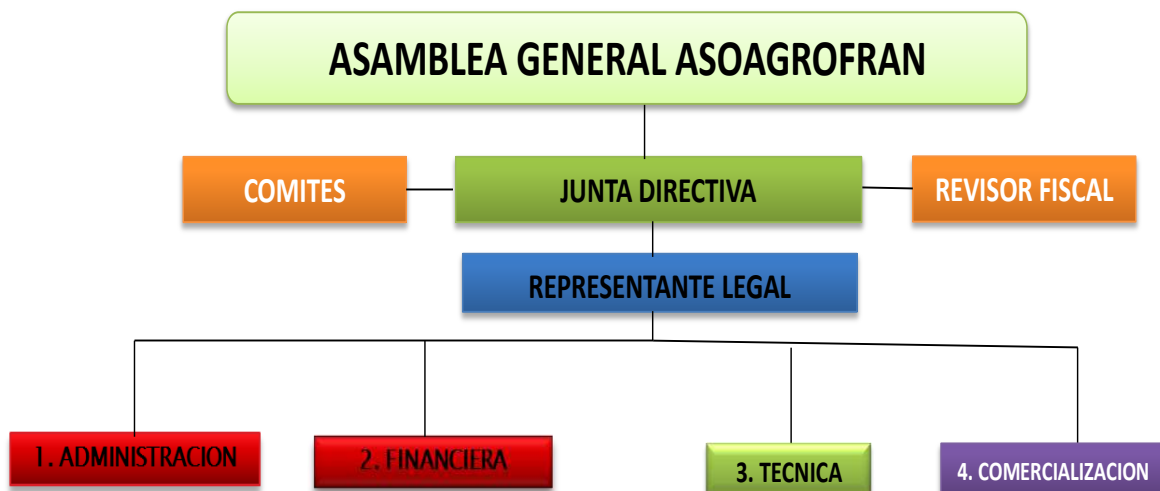 ASAMBLEA GENERAL ASOAGROFRAN
COMITES
JUNTA DIRECTIVA
REVISOR FISCAL
REPRESENTANTE LEGAL
1. ADMINISTRACION
2. FINANCIERA
3. TECNICA
4. COMERCIALIZACION